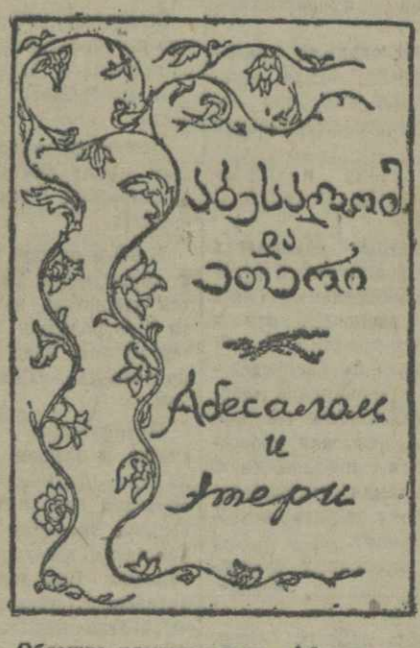 აბესალომ
და
ეთერი
Абесалом
и
Этери